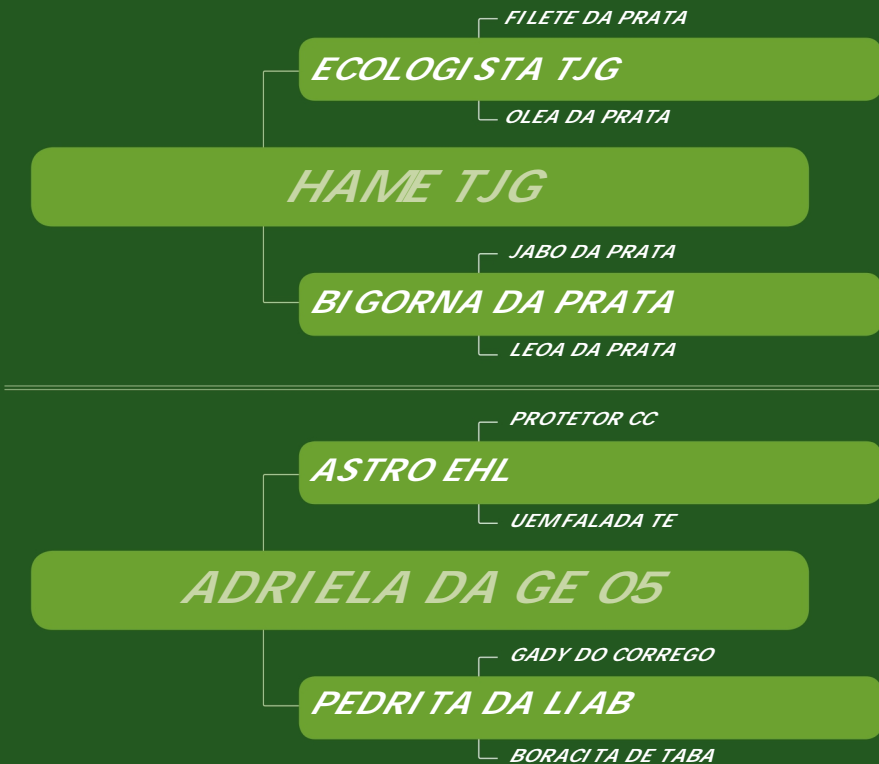 FILETE DA PRATA
ECOLOGISTA TJG
OLEA DA PRATA
HAME TJG
JABO DA PRATA
BIGORNA DA PRATA
LEOA DA PRATA
PROTETOR CC
ASTRO EHL
UEMFALADA TE
ADRIELA DA GE 05
GADY DO CORREGO
PEDRITA DA LIAB
BORACITA DE TABA